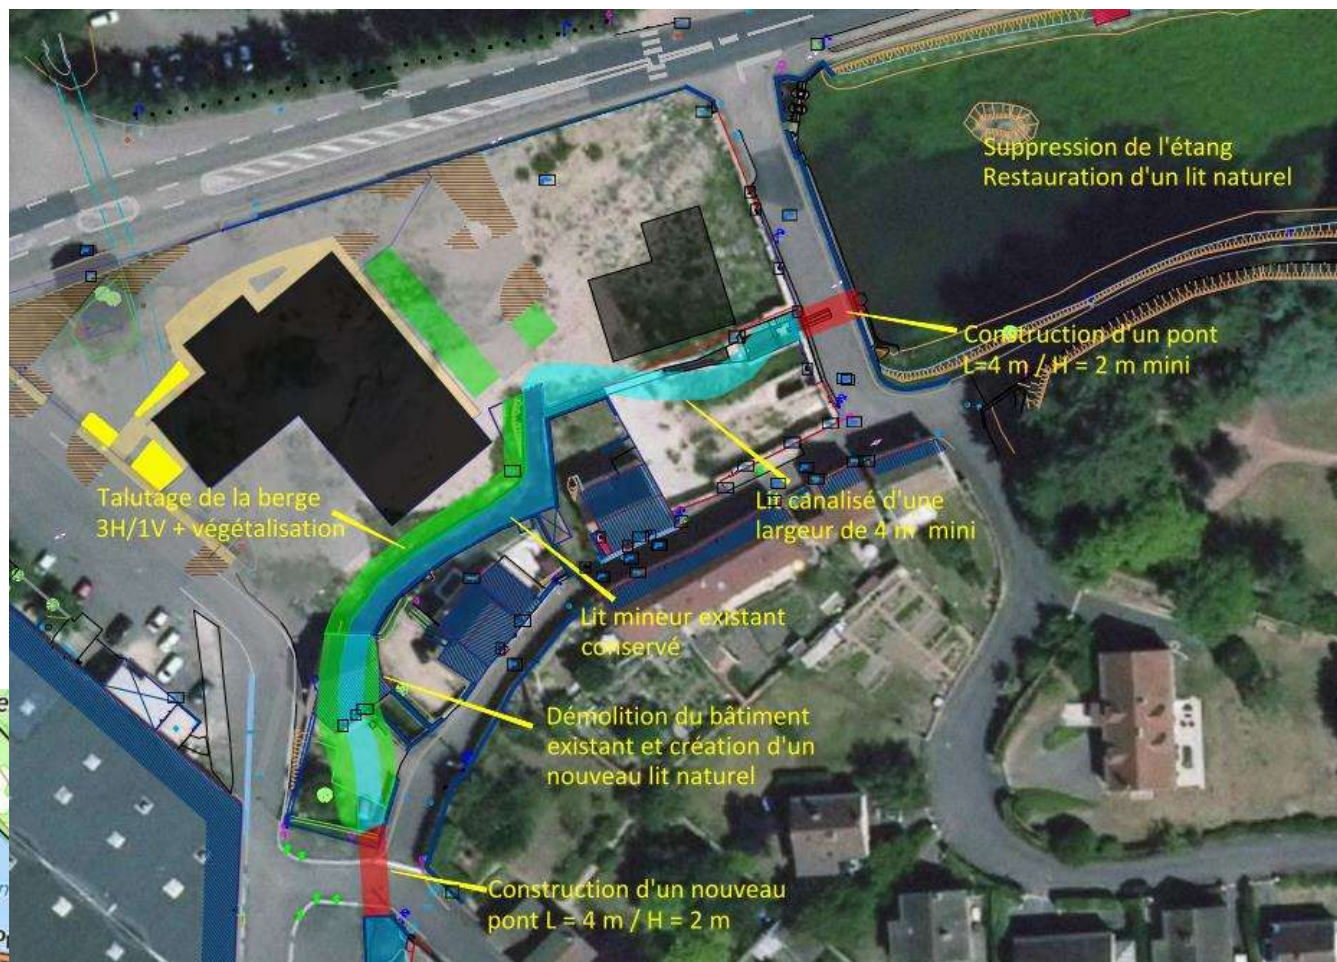 Suppression de l'étang
Restauration d'un lit naturel
Construction d'un pont
L=4 m / H = 2 m mini
Talutage de la berge
3H/1V + végétalisation
Lit canalisé d'une
largeur de 4 m mini
Lit mineur existant
conservé
Démolition du bâtiment
existant et création d'un
nouveau lit naturel
Construction d'un nouveau
pont L = 4 m / H = 2 m